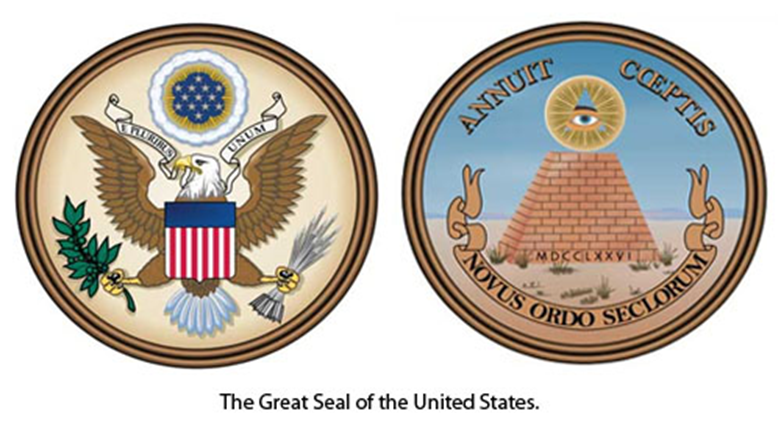 E PLURIBUS UNUM
ANNUIT CŒPTIS
MDCCLXXVI
NOVUS ORDO SECLORUM
The Great Seal of the United States.